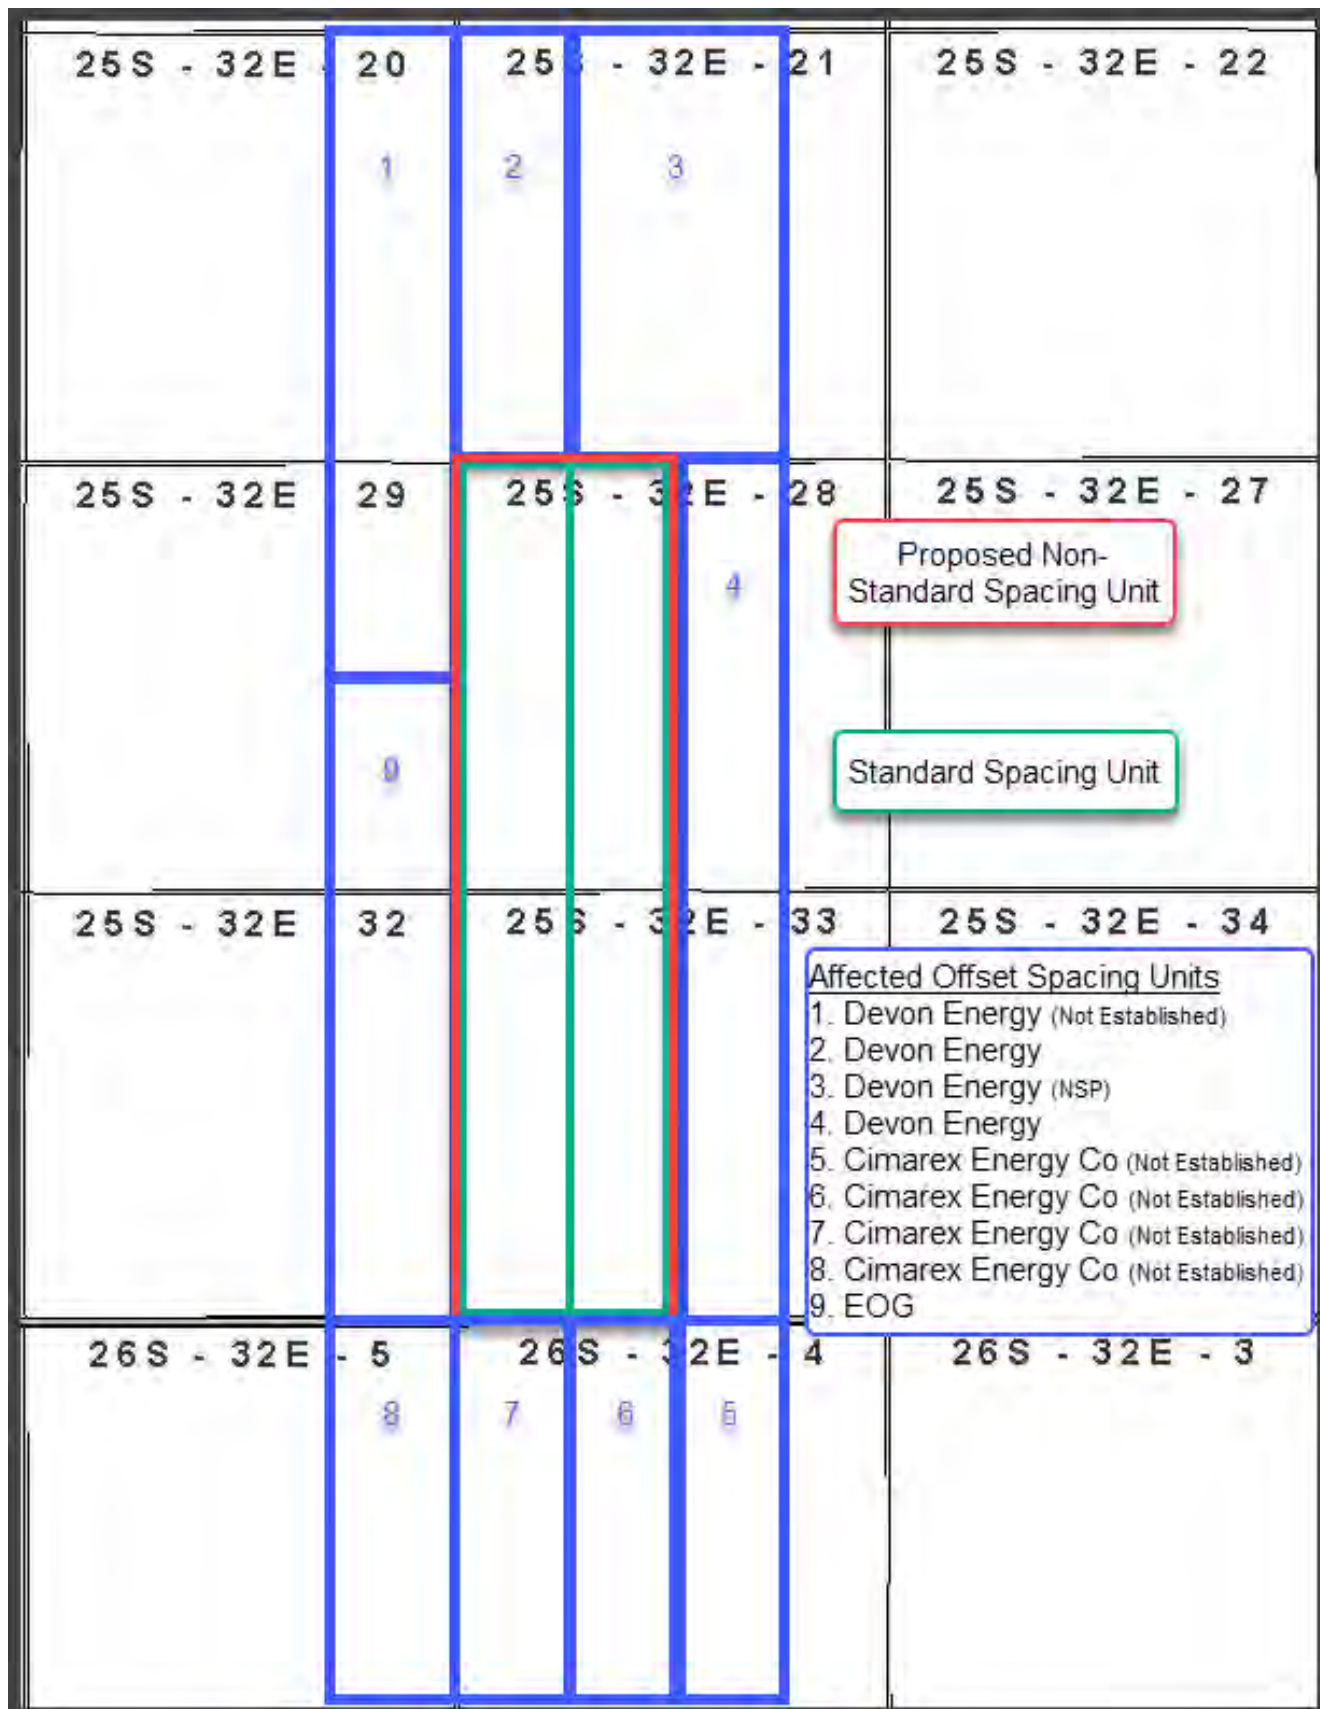 25S - 32E - 20
25S - 32E - 21
25S - 32E - 22
1
2
3
25S - 32E 29
25S - 32E - 28
25S - 32E - 27
Proposed Non-
Standard Spacing Unit
4
Standard Spacing Unit
9
25S - 32E 32
25S - 32E - 33
25S - 32E - 34
Affected Offset Spacing Units
1. Devon Energy (Not Established)
2. Devon Energy
3. Devon Energy (NSP)
4. Devon Energy
5. Cimarex Energy Co (Not Established)
6. Cimarex Energy Co (Not Established)
7. Cimarex Energy Co (Not Established)
8. Cimarex Energy Co (Not Established)
9. EOG
26S - 32E - 5
26S - 32E - 4
26S - 32E - 3
8
7
6
5